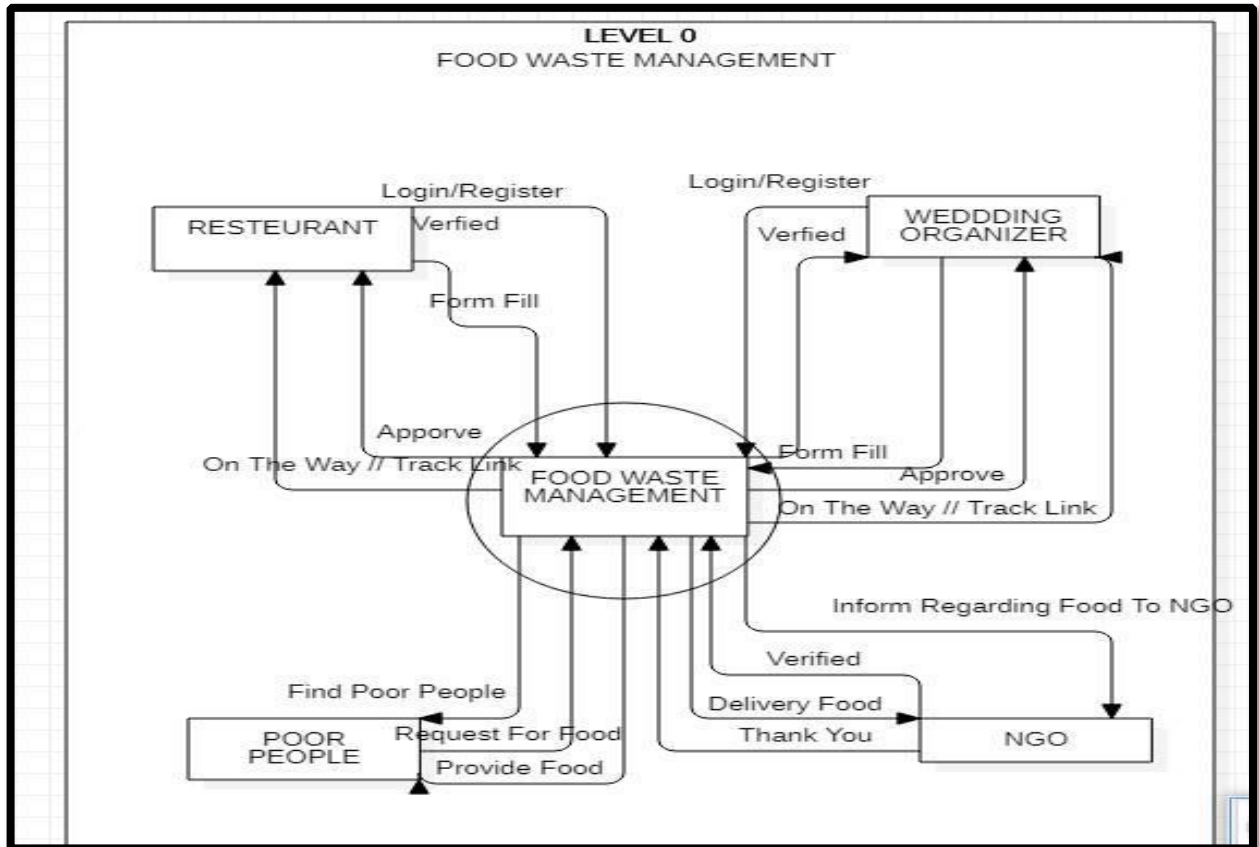 LEVEL 0
FOOD WASTE MANAGEMENT
Login/Register
Login/Register
RESTEURANT
Verfied
WEDDDING
ORGANIZER
Verfied
Form Fill
Apporve
On The Way // Track Link
Form Fill
Approve
FOOD WASTE
MANAGEMENT
On The Way // Track Link
Inform Regarding Food To NGO
Verified
Find Poor People
Delivery Food
Request For Food
Thank You
POOR
PEOPLE
NGO
Provide Food